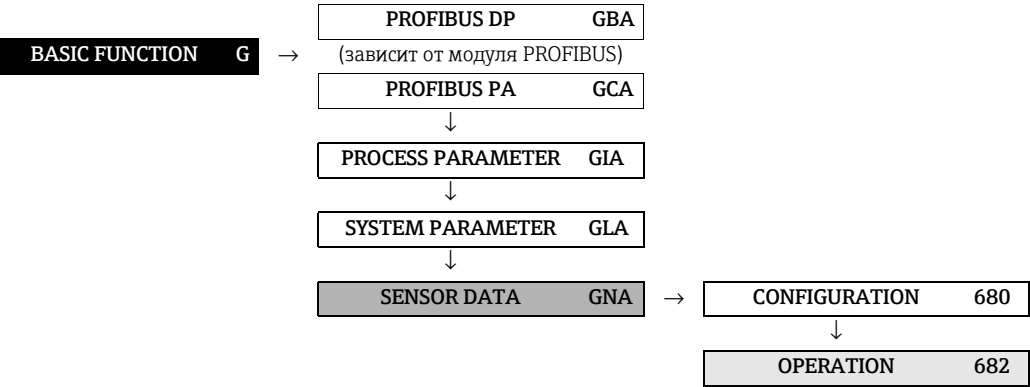 PROFIBUS DP GBA
BASIC FUNCTION G → (зависит от модуля PROFIBUS)
PROFIBUS PA GCA
↓
PROCESS PARAMETER GIA
↓
SYSTEM PARAMETER GLA
↓
SENSOR DATA GNA → CONFIGURATION 680
↓
OPERATION 682